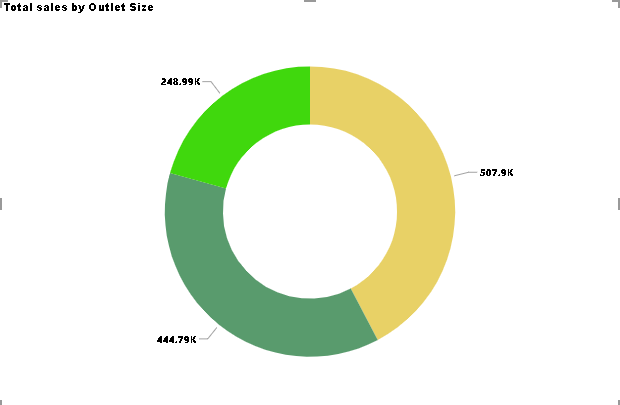 Total sales by Outlet Size
248.99K
507.9K
444.79K